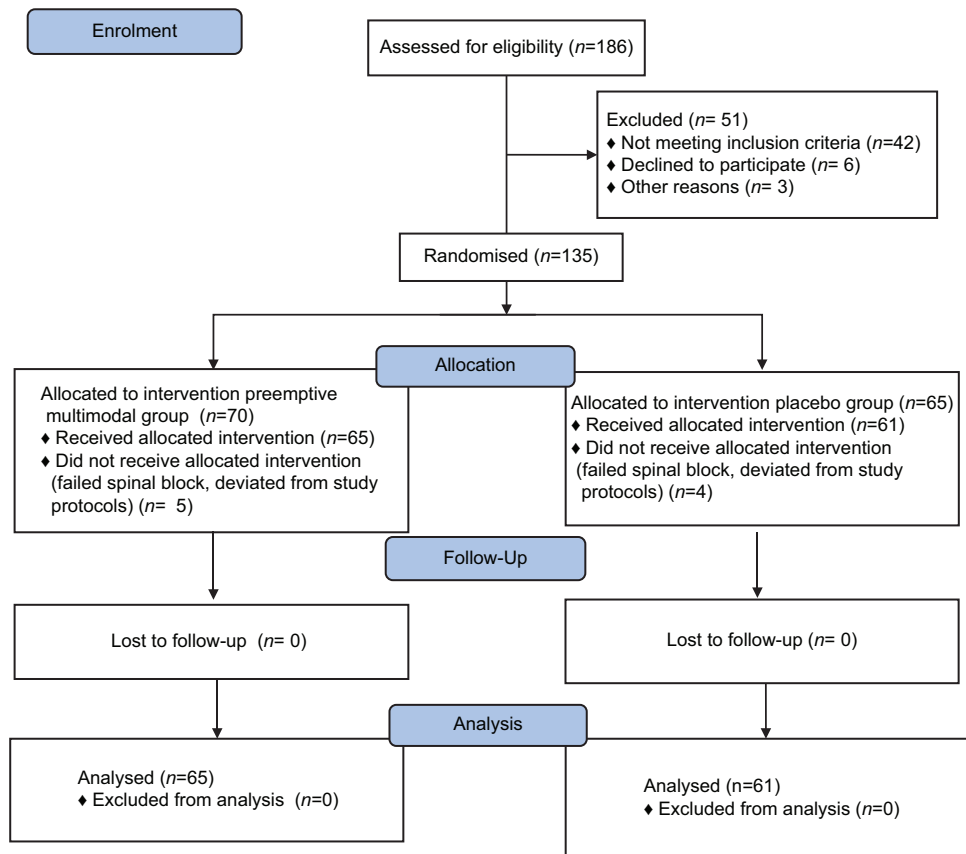 Enrolment
Assessed for eligibility (n=186)
Excluded (n= 51)
♦ Not meeting inclusion criteria (n=42)
♦ Declined to participate (n= 6)
♦ Other reasons (n= 3)
Randomised (n=135)
Allocation
Allocated to intervention preemptive
multimodal group (n=70)
♦ Received allocated intervention (n=65)
♦ Did not receive allocated intervention
(failed spinal block, deviated from study
protocols) (n= 5)
Allocated to intervention placebo group (n=65)
♦ Received allocated intervention (n=61)
♦ Did not receive allocated intervention
(failed spinal block, deviated from study
protocols) (n=4)
Follow-Up
Lost to follow-up (n= 0)
Lost to follow-up (n= 0)
Analysis
Analysed (n=65)
♦ Excluded from analysis (n=0)
Analysed (n=61)
♦ Excluded from analysis (n=0)